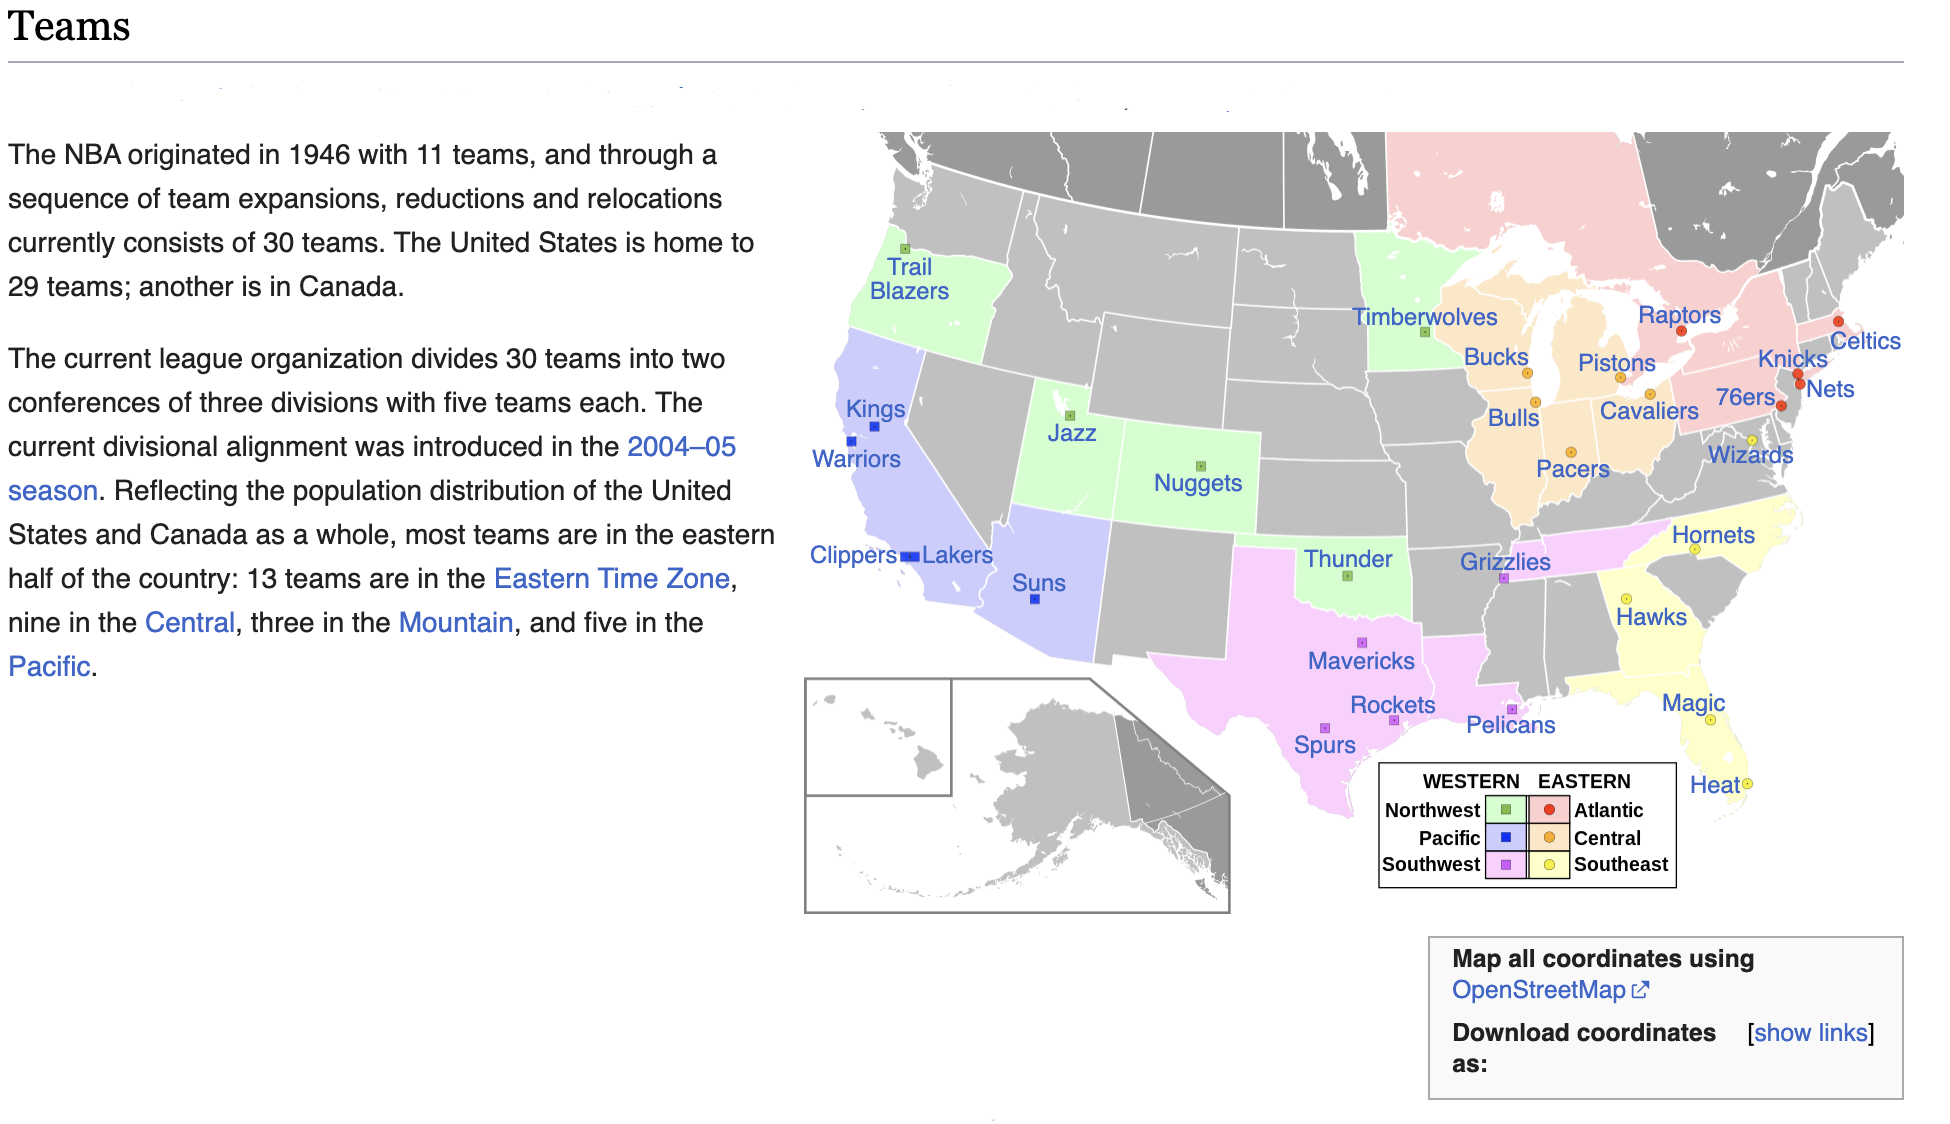 Teams
The NBA originated in 1946 with 11 teams, and through a
sequence of team expansions, reductions and relocations
currently consists of 30 teams. The United States is home to
29 teams; another is in Canada.
The current league organization divides 30 teams into two
conferences of three divisions with five teams each. The
current divisional alignment was introduced in the 2004–05
season. Reflecting the population distribution of the United
States and Canada as a whole, most teams are in the eastern
half of the country: 13 teams are in the Eastern Time Zone,
nine in the Central, three in the Mountain, and five in the
Pacific.
Trail
Blazers
Timberwolves
Raptors
Celtics
Bucks
Pistons
Knicks
Nets
76ers
Kings
Jazz
Bulls
Cavaliers
Warriors
Nuggets
Pacers
Wizards
Clippers
Lakers
Suns
Thunder
Grizzlies
Hornets
Hawks
Mavericks
Rockets
Pelicans
Magic
Spurs
Heat
WESTERN EASTERN
Northwest Atlantic
Pacific Central
Southwest Southeast
Map all coordinates using
OpenStreetMap
Download coordinates [show links]
as: